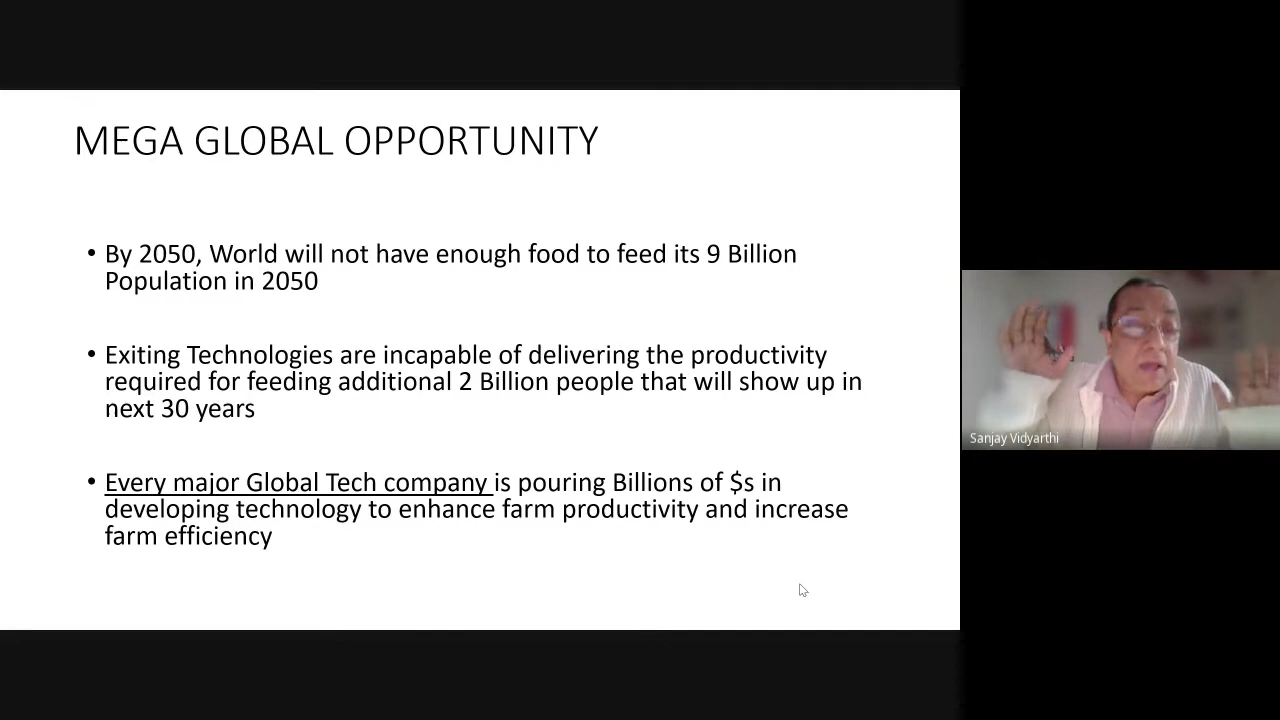 MEGA GLOBAL OPPORTUNITY
• By 2050, World will not have enough food to feed its 9 Billion
Population in 2050
• Exiting Technologies are incapable of delivering the productivity
required for feeding additional 2 Billion people that will show up in
next 30 years
• Every major Global Tech company is pouring Billions of $s in
developing technology to enhance farm productivity and increase
farm efficiency
Sanjay Vidyarthi